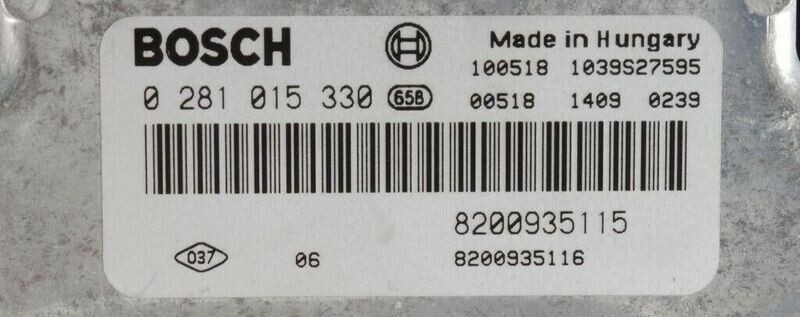 BOSCH
Made in Hungary
100518 1039S27595
0 281 015 330 658 00518 1409 0239
8200935115
037 06 8200935116